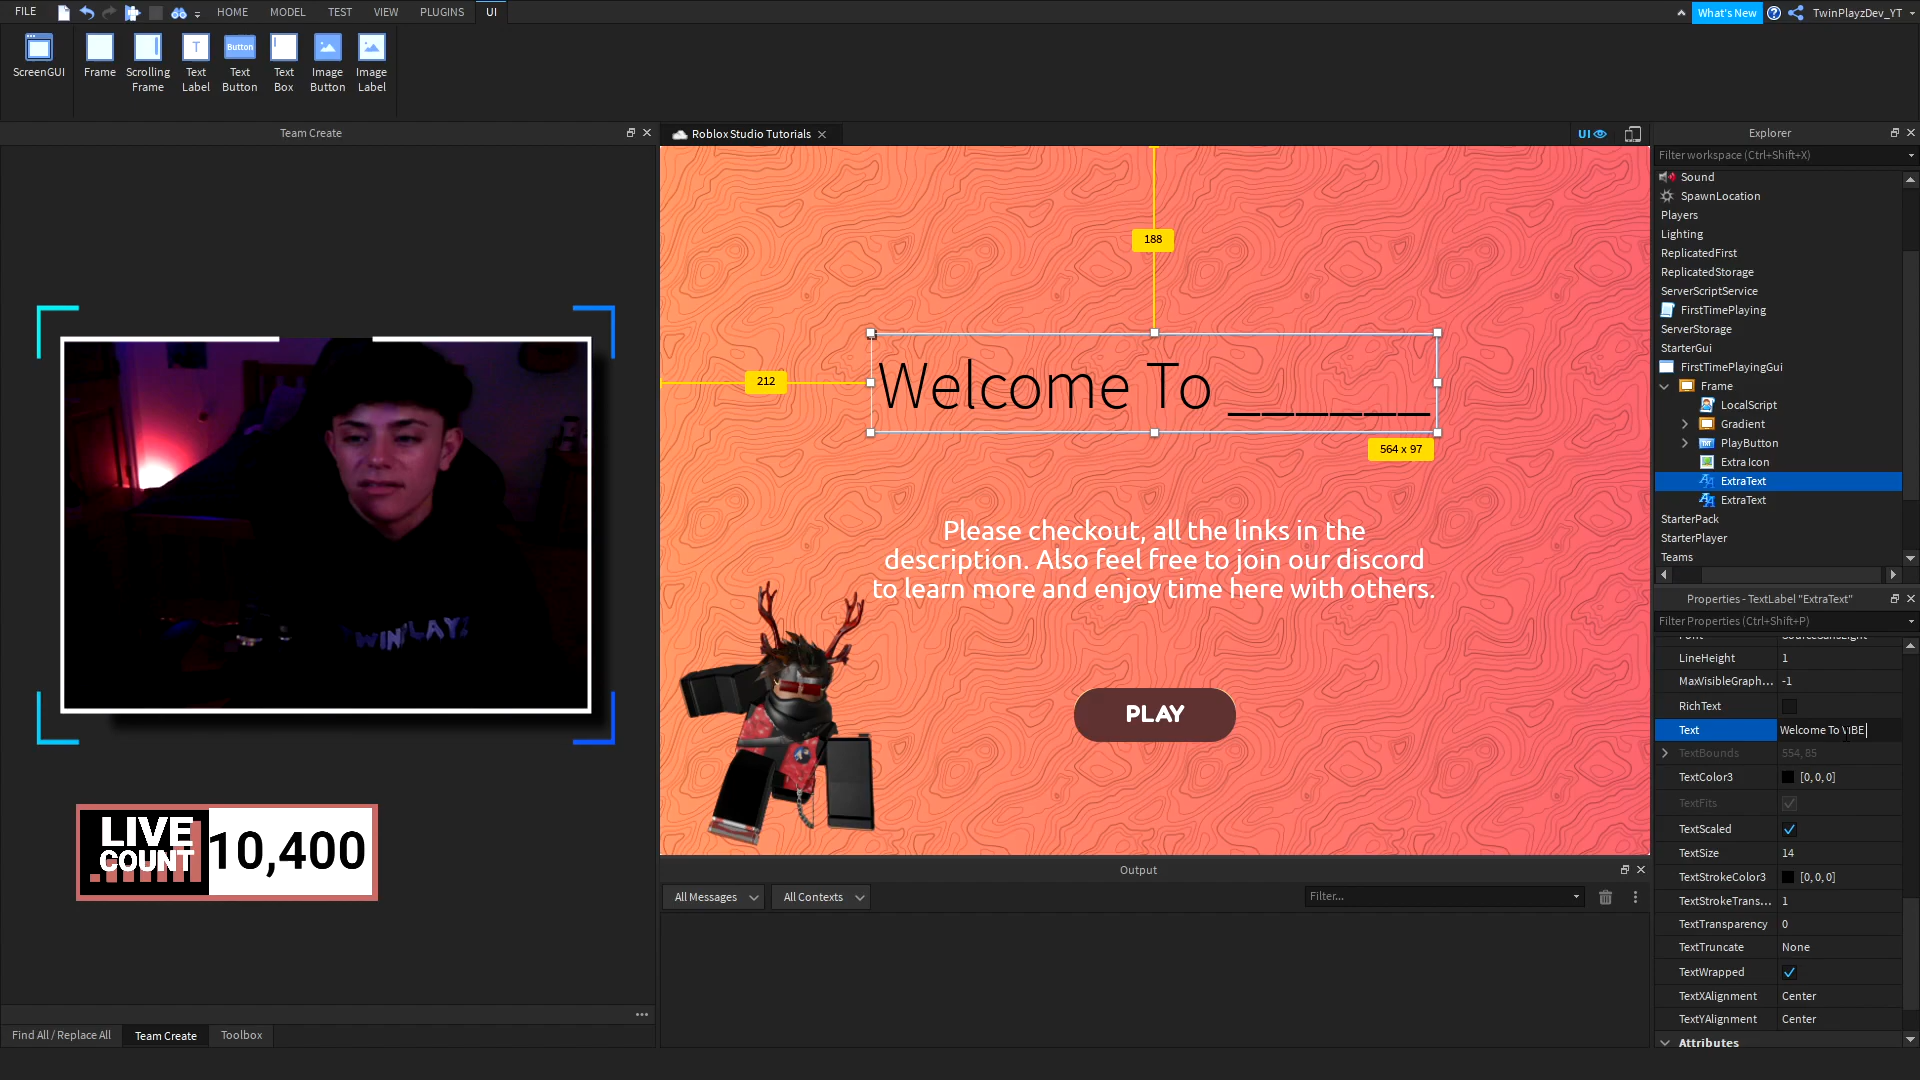 FILE
HOME
MODEL
TEST
VIEW
PLUGINS
UI
What's New
TwinPlayzDev_YT
ScreenGUI
Frame
Scrolling
Frame
T
Text
Label
Button
Text
Button
Text
Box
Image
Button
Image
Label
Team Create
Roblox Studio Tutorials
UI
Explorer
Filter workspace (Ctrl+Shift+X)
Sound
SpawnLocation
Players
Lighting
ReplicatedFirst
ReplicatedStorage
ServerScriptService
FirstTimePlaying
ServerStorage
StarterGui
FirstTimePlayingGui
Frame
LocalScript
Gradient
PlayButton
Extra Icon
ExtraText
ExtraText
StarterPack
StarterPlayer
Teams
188
212
Welcome To ______
564 x 97
Please checkout, all the links in the
description. Also feel free to join our discord
to learn more and enjoy time here with others.
PLAY
TWINPLAYZ
LIVE
COUNT
10,400
Properties - TextLabel "ExtraText"
Filter Properties (Ctrl+Shift+P)
LineHeight 1
MaxVisibleGraph... -1
RichText
Text Welcome To VIBE
TextBounds 554, 85
TextColor3 [0, 0, 0]
TextFits
TextScaled
TextSize 14
TextStrokeColor3 [0, 0, 0]
TextStrokeTrans... 1
TextTransparency 0
TextTruncate None
TextWrapped
TextXAlignment Center
TextYAlignment Center
Attributes
Output
All Messages
All Contexts
Filter...
Find All / Replace All
Team Create
Toolbox